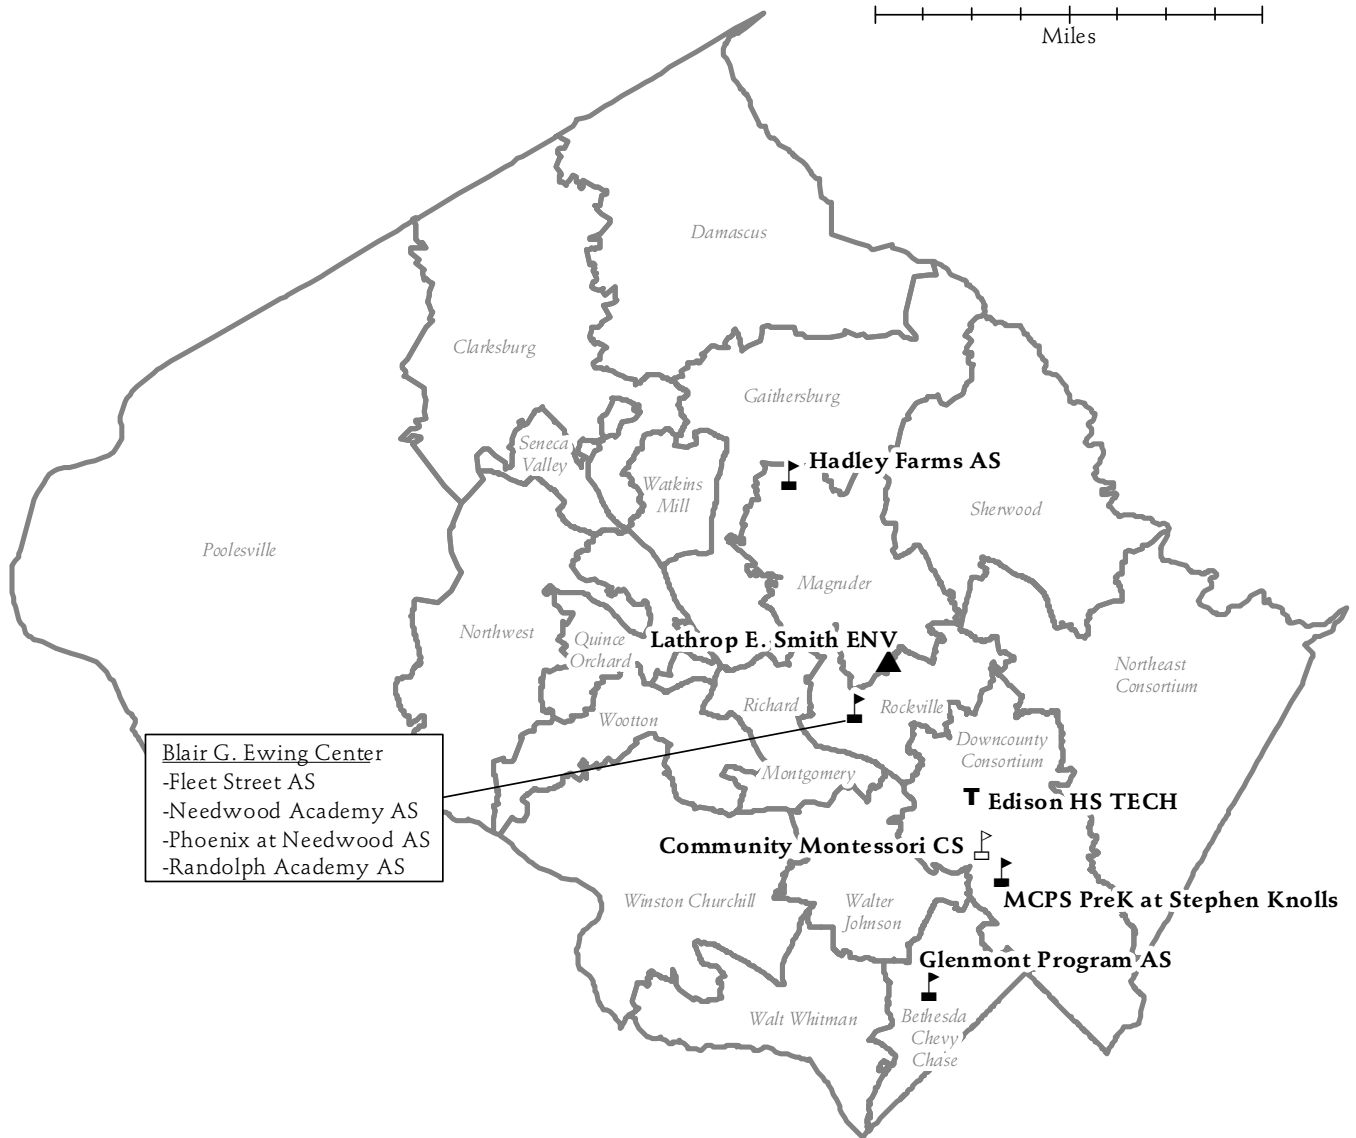 Miles
Damascus
Clarksburg
Gaithersburg
Seneca
Valley
Hadley Farms AS
Watkins
Mill
Sherwood
Poolesville
Magruder
Northwest
Quince
Orchard
Lathrop E. Smith ENV
Northeast
Consortium
Richard
Rockville
Wootton
Downcounty
Consortium
Blair G. Ewing Center
-Fleet Street AS
-Needwood Academy AS
-Phoenix at Needwood AS
-Randolph Academy AS
Montgomery
T Edison HS TECH
Community Montessori CS
Winston Churchill
Walter
Johnson
MCPS PreK at Stephen Knolls
Glenmont Program AS
Walt Whitman
Bethesda
Chevy
Chase